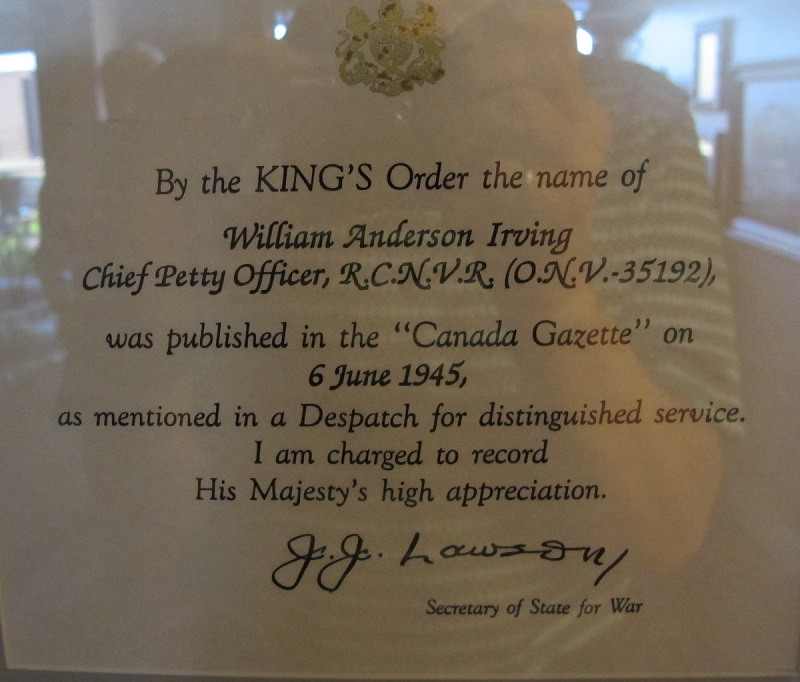 By the KING'S Order the name of
William Anderson Irving
Chief Petty Officer, R.C.N.V.R. (O.N.V.-35192),
was published in the "Canada Gazette" on
6 June 1945,
as mentioned in a Despatch for distinguished service.
I am charged to record
His Majesty's high appreciation.
J.J. Lawson
Secretary of State for War